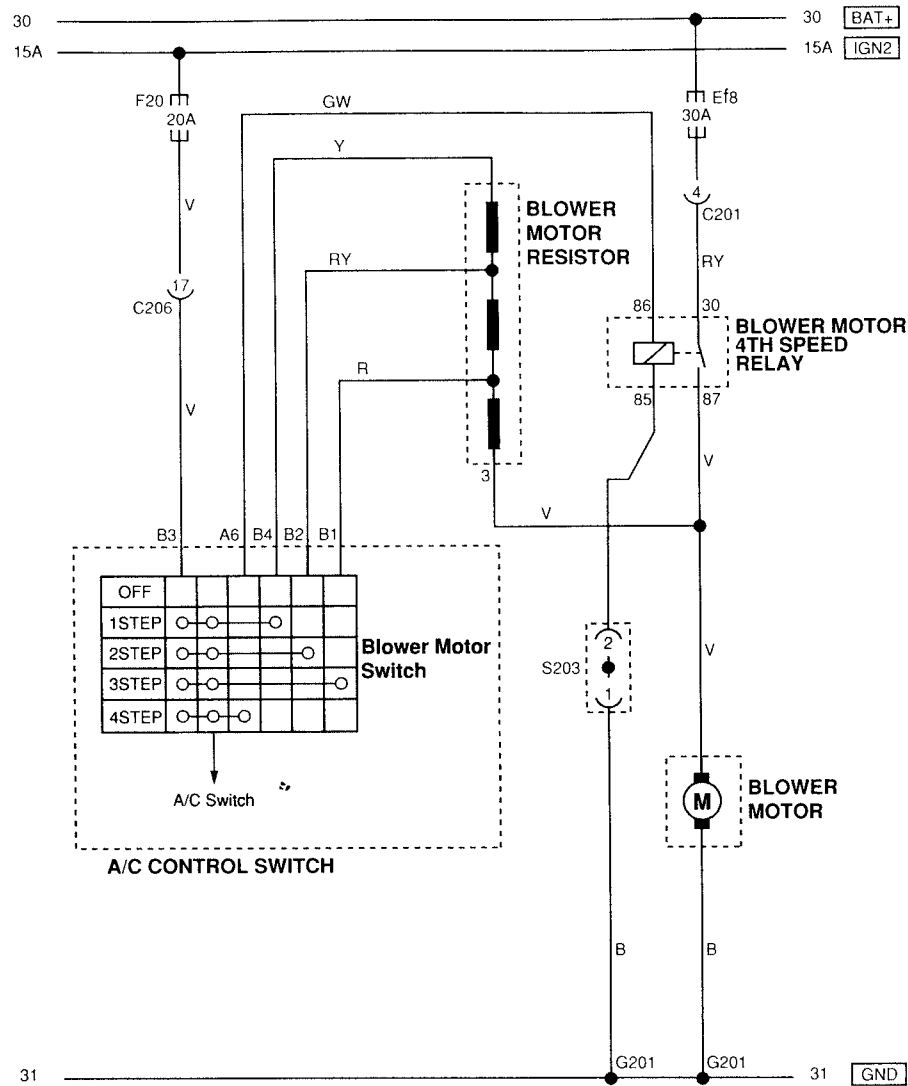 30
30 BAT+
15A
15A IGN2
F20
20A
GW
Ef8
30A
Y
V
4
C201
BLOWER
MOTOR
RESISTOR
RY
RY
17
C206
86
30
BLOWER MOTOR
4TH SPEED
RELAY
R
85
87
V
V
3
V
B3 A6 B4 B2 B1
OFF
1STEP
2STEP
3STEP
4STEP
Blower Motor
Switch
2
S203
1
V
A/C Switch
M
BLOWER
MOTOR
A/C CONTROL SWITCH
B
B
G201
G201
31
31 GND